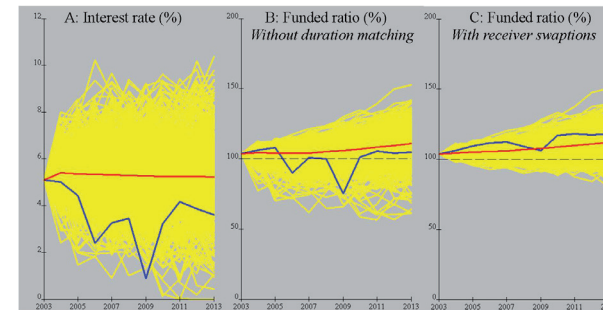 A: Interest rate (%)
B: Funded ratio (%)
Without duration matching
C: Funded ratio (%)
With receiver swaptions
12
10
8
6
4
2
0
2003 2005 2007 2009 2011 2013
150
100
50
0
2003 2005 2007 2009 2011 2013
150
100
50
0
2003 2005 2007 2009 2011 2013